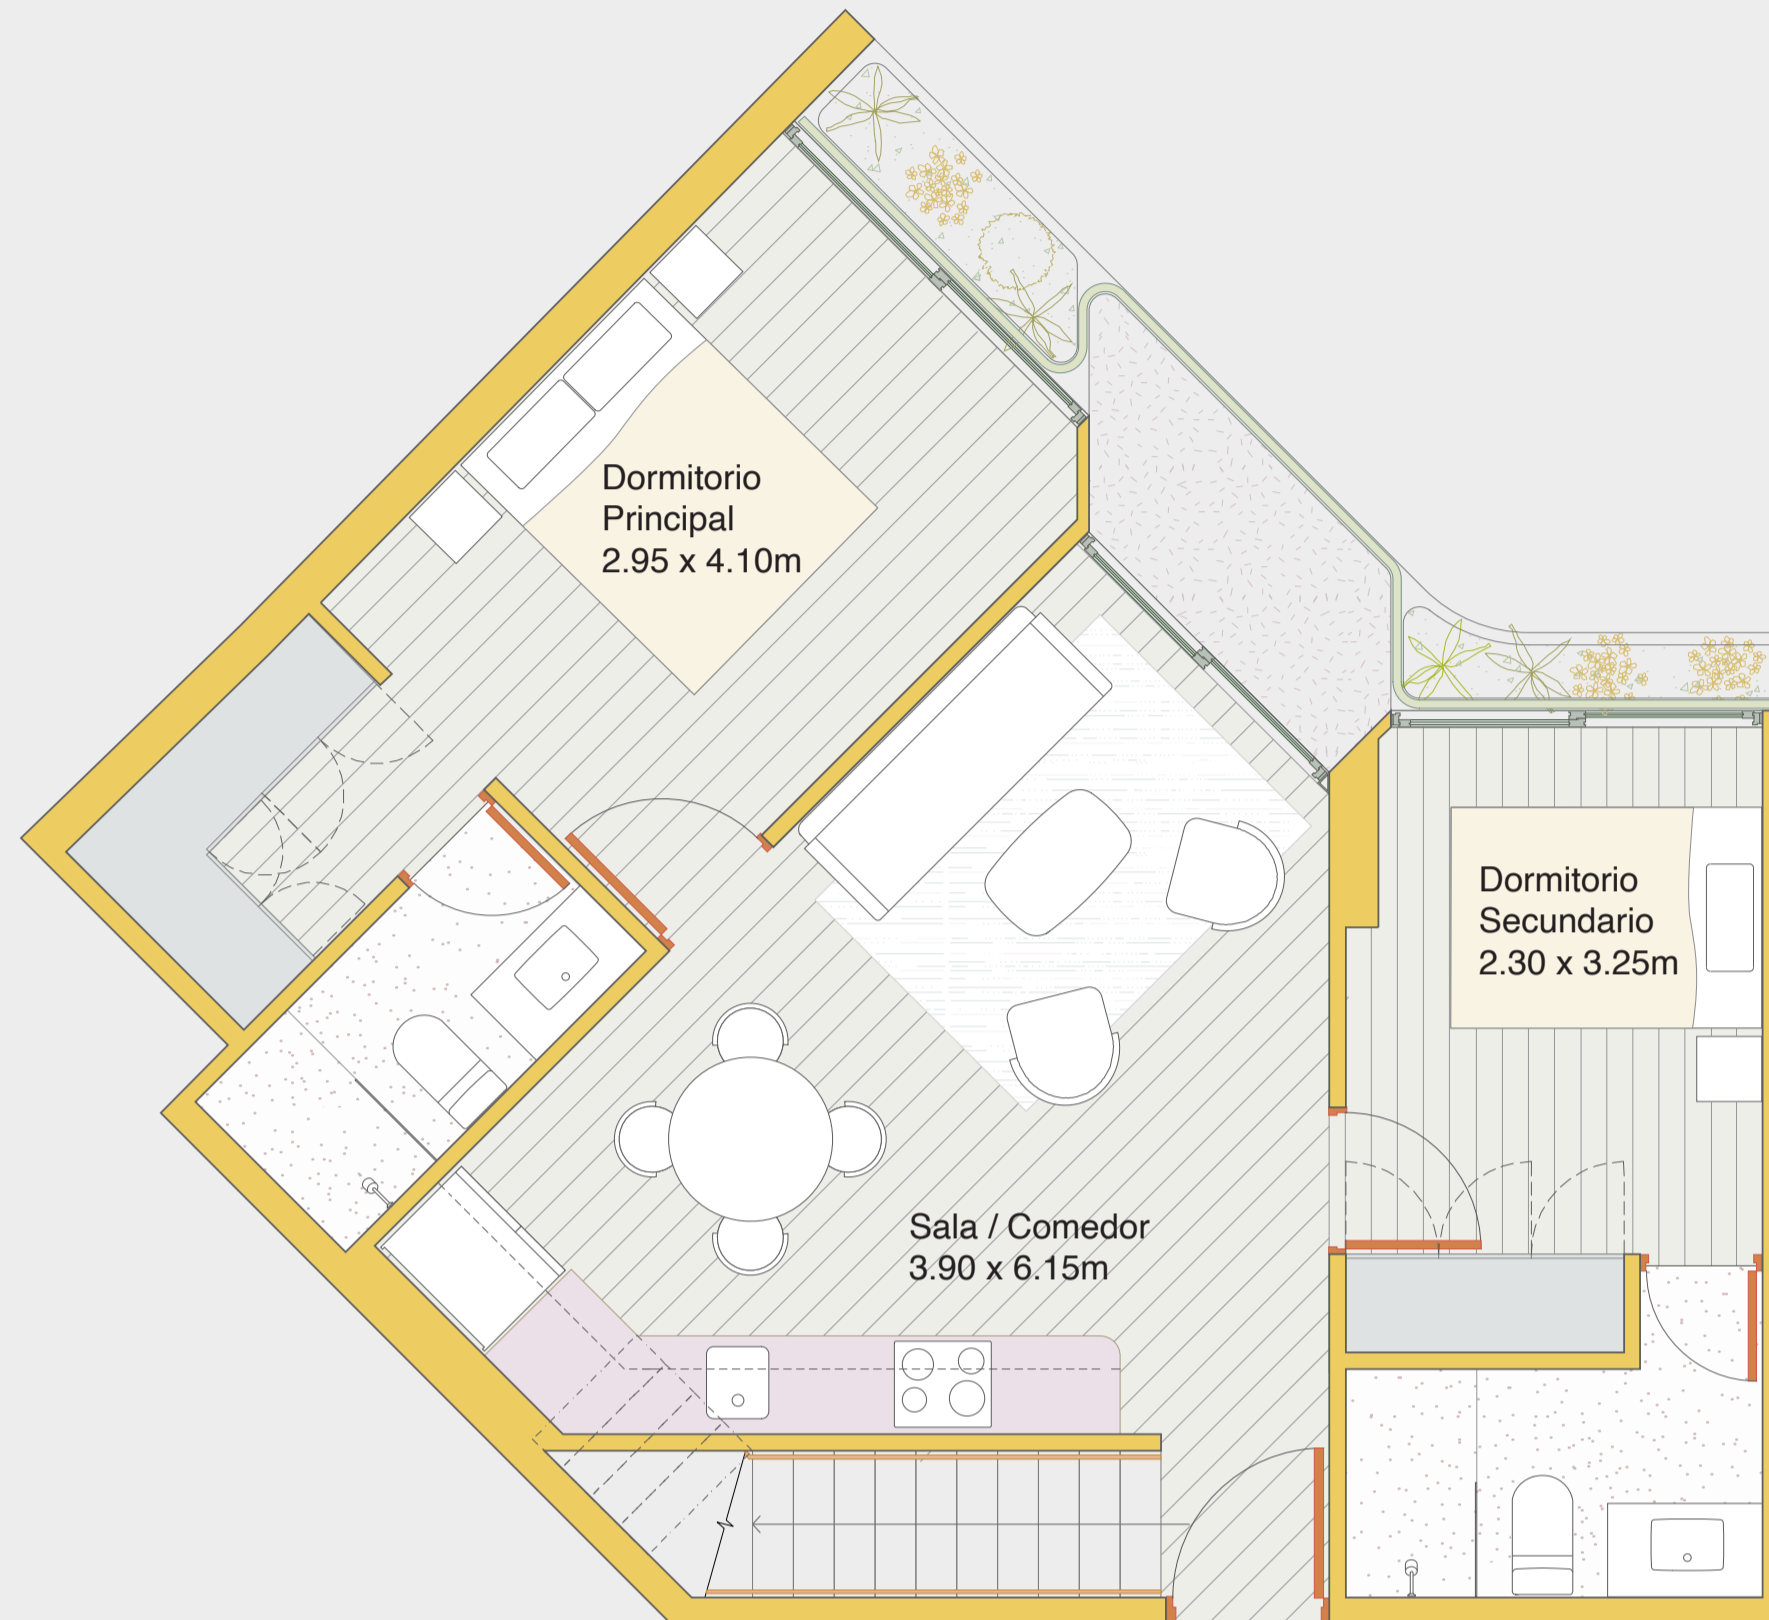 Dormitorio
Principal
2.95 x 4.10m
Dormitorio
Secundario
2.30 x 3.25m
Sala / Comedor
3.90 x 6.15m